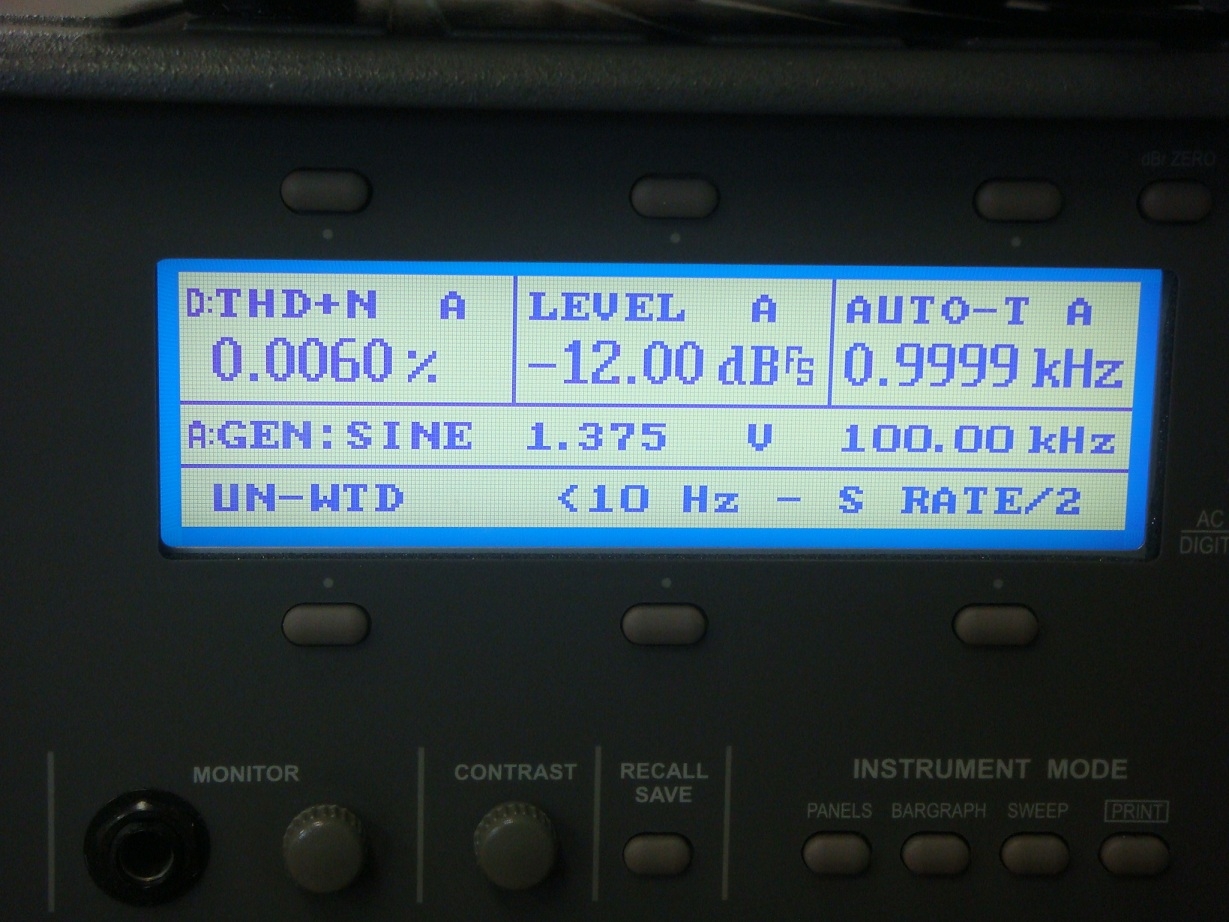 dBr ZERO
D:THD+N A LEVEL A AUTO-T A
0.0060 % -12.00 dBFS 0.9999 kHz
A:GEN:SINE 1.375 V 100.00 kHz
UN-WTD <10 Hz - S RATE/2
AC
DIGIT
MONITOR
CONTRAST
RECALL
SAVE
INSTRUMENT MODE
PANELS BARGRAPH SWEEP PRINT